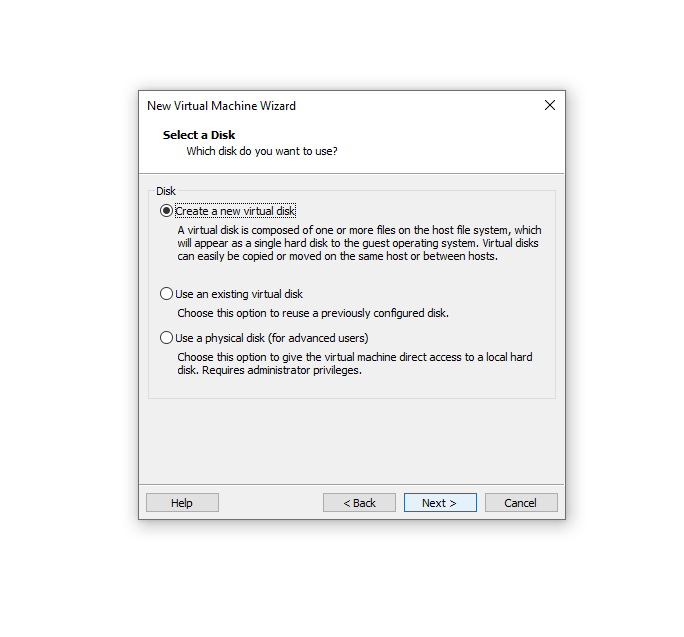 New Virtual Machine Wizard
Select a Disk
Which disk do you want to use?
Disk
Create a new virtual disk
A virtual disk is composed of one or more files on the host file system, which
will appear as a single hard disk to the guest operating system. Virtual disks
can easily be copied or moved on the same host or between hosts.
Use an existing virtual disk
Choose this option to reuse a previously configured disk.
Use a physical disk (for advanced users)
Choose this option to give the virtual machine direct access to a local hard
disk. Requires administrator privileges.
Help < Back Next > Cancel